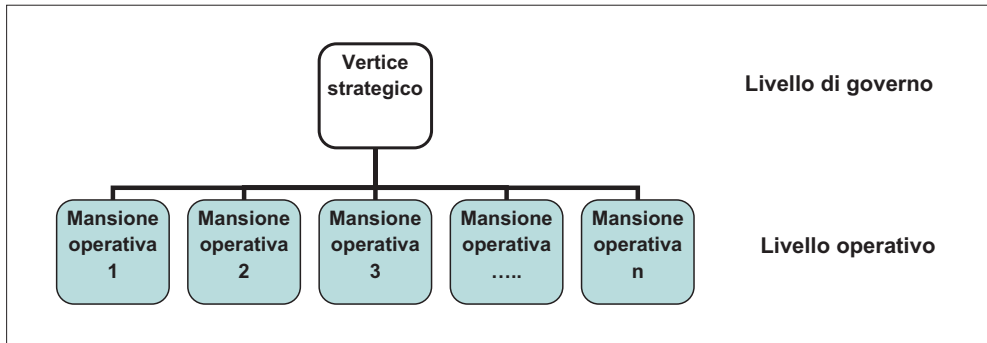 Vertice
strategico
Livello di governo
Mansione
operativa
1
Mansione
operativa
2
Mansione
operativa
3
Mansione
operativa
…..
Mansione
operativa
n
Livello operativo